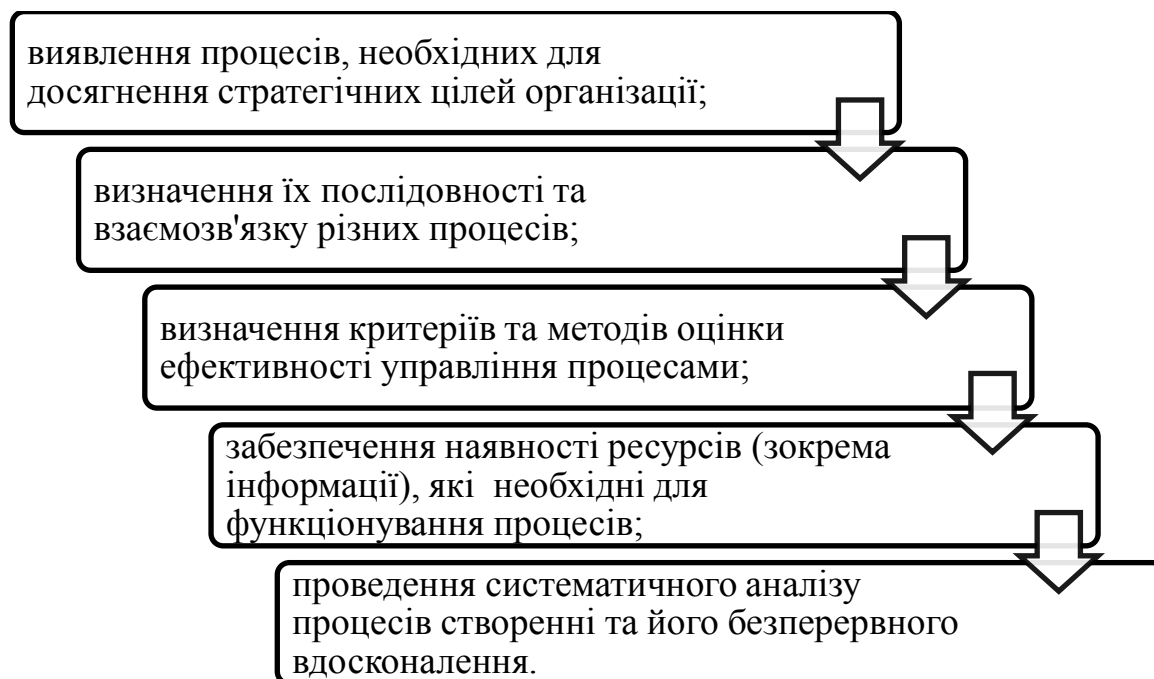 виявлення процесів, необхідних для
досягнення стратегічних цілей організації;
визначення їх послідовності та
взаємозв'язку різних процесів;
визначення критеріїв та методів оцінки
ефективності управління процесами;
забезпечення наявності ресурсів (зокрема
інформації), які необхідні для
функціонування процесів;
проведення систематичного аналізу
процесів створенні та його безперервного
вдосконалення.